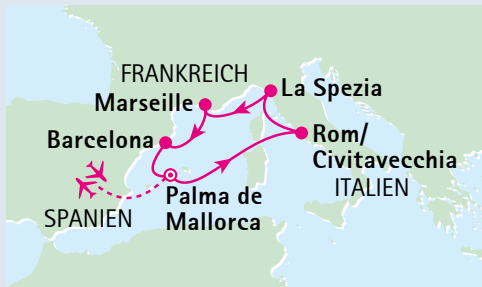 FRANKREICH
La Spezia
Marseille
Barcelona
Rom/
Civitavecchia
ITALIEN
Palma de
Mallorca
SPANIEN